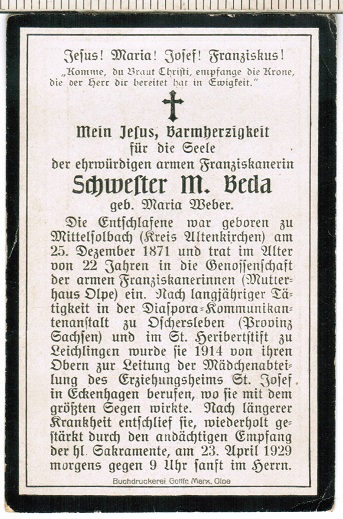 Jesus! Maria! Josef! Franziskus!
„Komme, du Braut Christi, empfange die Krone,
die der Herr dir bereitet hat in Ewigkeit.“
Mein Jesus, Barmherzigkeit
für die Seele
der ehrwürdigen armen Franziskanerin
Schwester M. Beda
geb. Maria Weber.
Die Entschlafene war geboren zu
Mittelsolbach (Kreis Altenkirchen) am
25. Dezember 1871 und trat im Alter
von 22 Jahren in die Genossenschaft
der armen Franziskanerinnen (Mutter-
haus Olpe) ein. Nach langjähriger Tä-
tigkeit in der Diaspora-Kommunikan-
tenanstalt zu Oschersleben (Provinz
Sachsen) und im St. Heribertstift zu
Leichlingen wurde sie 1914 von ihren
Obern zur Leitung der Mädchenabtei-
lung des Erziehungsheims St. Josef
in Eckenhagen berufen, wo sie mit dem
größten Segen wirkte. Nach längerer
Krankheit entschlief sie, wiederholt ge-
stärkt durch den andächtigen Empfang
der hl. Sakramente, am 23. April 1929
morgens gegen 9 Uhr sanft im Herrn.
Buchdruckerei Gottfr. Marx, Olpe